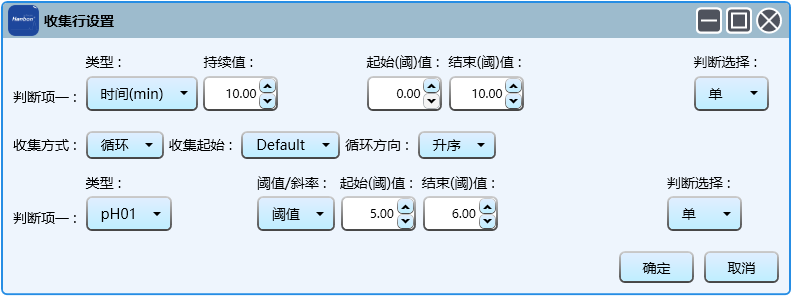 Hanbon 收集行设置
类型： 持续值： 起始(阈)值： 结束(阈)值： 判断选择：
判断项一： 时间(min) 10.00 0.00 10.00 单
收集方式： 循环 收集起始： Default 循环方向： 升序
类型： 阈值/斜率： 起始(阈)值： 结束(阈)值： 判断选择：
判断项一： pH01 阈值 5.00 6.00 单
确定 取消